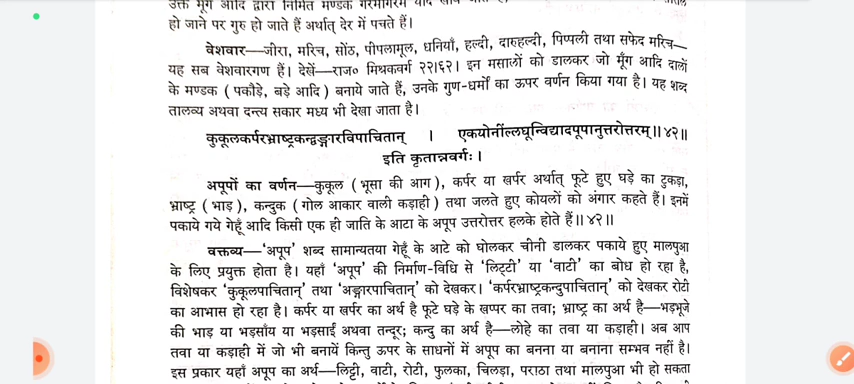 उक्त मूँग आदि द्वारा निर्मित मण्डक गरमागरम
हो जाने पर गुरु हो जाते हैं अर्थात् देर में पचते हैं।
वेशवार—जीरा, मरिच, सोंठ, पीपलामूल, धनियाँ, हल्दी, दारुहल्दी, पिप्पली तथा सफेद मरिच—
यह सब वेशवारगण हैं। देखें—राज० मिश्रकवर्ग २२।६२। इन मसालों को डालकर जो मूँग आदि दालों
के मण्डक ( पकौड़े, बड़े आदि ) बनाये जाते हैं, उनके गुण-धर्मों का ऊपर वर्णन किया गया है। यह शब्द
तालव्य अथवा दन्त्य सकार मध्य भी देखा जाता है।
कुकूलकर्परभ्राष्ट्रकन्द्वङ्गारविपाचितान् । एकयोनींल्लघून्विद्यादपूपानुत्तरोत्तरम्॥ ४२॥
इति कृतान्नवर्गः।
अपूपों का वर्णन—कुकूल ( भूसा की आग ), कर्पर या खर्पर अर्थात् फूटे हुए घड़े का टुकड़ा,
भ्राष्ट्र ( भाड़ ), कन्दुक ( गोल आकार वाली कड़ाही ) तथा जलते हुए कोयलों को अंगार कहते हैं। इनमें
पकाये गये गेहूँ आदि किसी एक ही जाति के आटा के अपूप उत्तरोत्तर हलके होते हैं॥ ४२॥
वक्तव्य—'अपूप' शब्द सामान्यतया गेहूँ के आटे को घोलकर चीनी डालकर पकाये हुए मालपुआ
के लिए प्रयुक्त होता है। यहाँ 'अपूप' की निर्माण-विधि से 'लिट्टी' या 'वाटी' का बोध हो रहा है,
विशेषकर 'कुकूलपाचितान्' तथा 'अङ्गारपाचितान्' को देखकर। 'कर्परभ्राष्ट्रकन्दुपाचितान्' को देखकर रोटी
का आभास हो रहा है। कर्पर या खर्पर का अर्थ है फूटे घड़े के खप्पर का तवा; भ्राष्ट्र का अर्थ है—भड़भूजे
की भाड़ या भड़साँय या भड़साईं अथवा तन्दूर; कन्दु का अर्थ है—लोहे का तवा या कड़ाही। अब आप
तवा या कड़ाही में जो भी बनायें किन्तु ऊपर के साधनों में अपूप का बनना या बनाना सम्भव नहीं है।
इस प्रकार यहाँ अपूप का अर्थ—लिट्टी, वाटी, रोटी, फुलका, चिलड़ा, पराठा तथा मालपुआ भी हो सकता